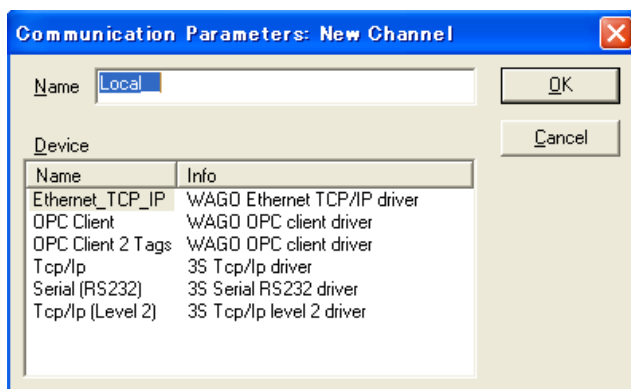 Communication Parameters: New Channel
Name Local
OK
Cancel
Device
Name Info
Ethernet_TCP_IP WAGO Ethernet TCP/IP driver
OPC Client WAGO OPC client driver
OPC Client 2 Tags WAGO OPC client driver
Tcp/Ip 3S Tcp/Ip driver
Serial (RS232) 3S Serial RS232 driver
Tcp/Ip (Level 2) 3S Tcp/Ip level 2 driver